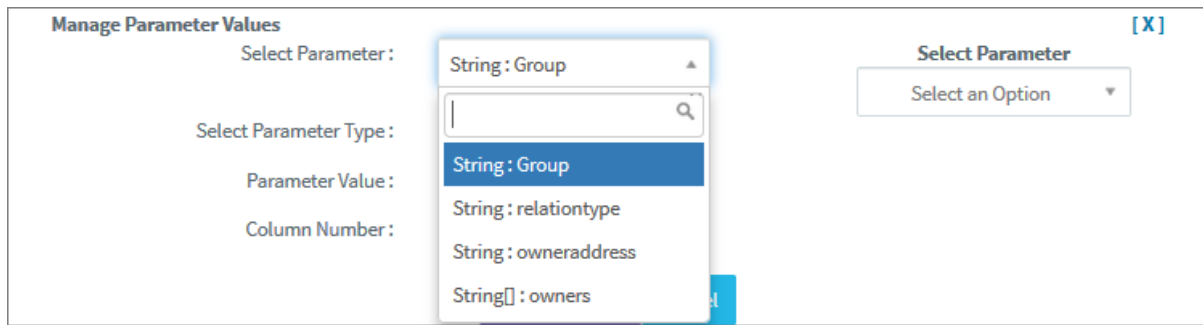 Manage Parameter Values
[ X ]
Select Parameter :
String : Group
Select Parameter
Select an Option
Select Parameter Type :
String : Group
Parameter Value :
String : relationtype
Column Number :
String : owneraddress
String[] : owners